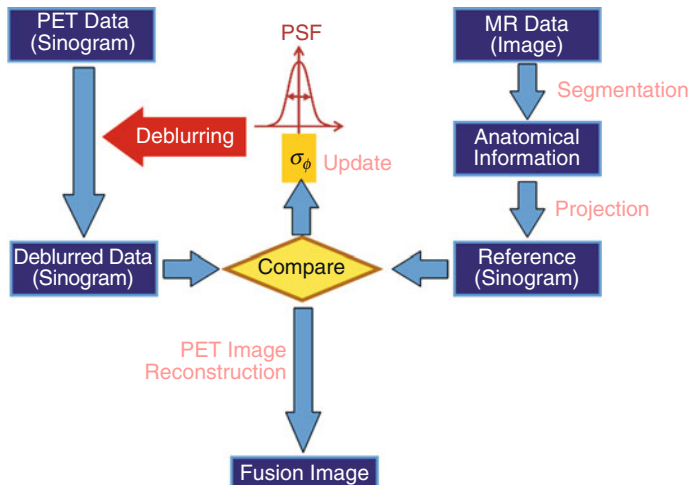 PET Data
(Sinogram)
PSF
MR Data
(Image)
Segmentation
Deblurring
σϕ
Update
Anatomical
Information
Projection
Deblurred Data
(Sinogram)
Compare
Reference
(Sinogram)
PET Image
Reconstruction
Fusion Image